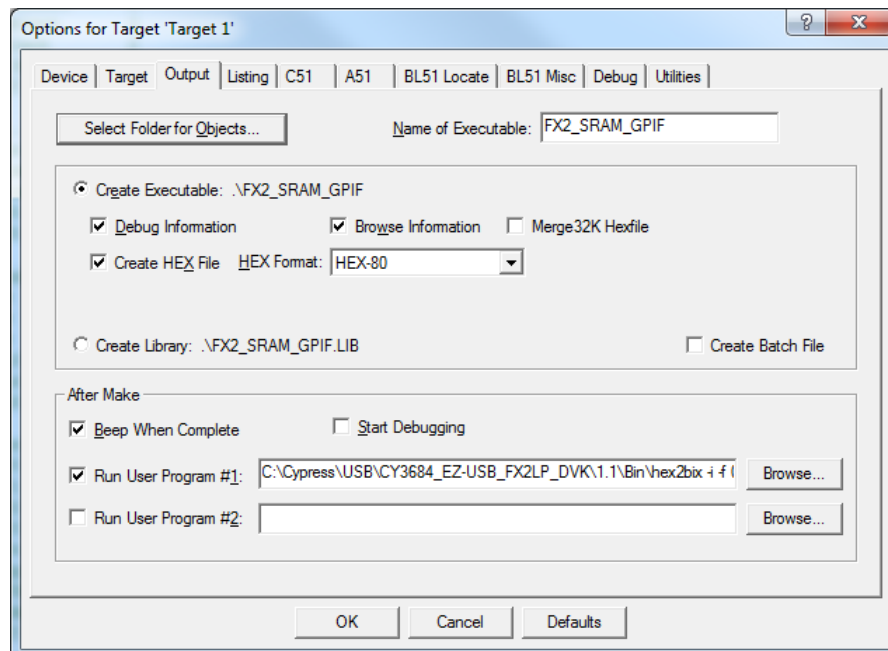 Options for Target 'Target 1'
Device Target Output Listing C51 A51 BL51 Locate BL51 Misc Debug Utilities
Select Folder for Objects... Name of Executable: FX2_SRAM_GPIF
Create Executable: .\FX2_SRAM_GPIF
Debug Information Browse Information Merge32K Hexfile
Create HEX File HEX Format: HEX-80
Create Library: .\FX2_SRAM_GPIF.LIB Create Batch File
After Make
Beep When Complete Start Debugging
Run User Program #1: C:\Cypress\USB\CY3684_EZ-USB_FX2LP_DVK\1.1\Bin\hex2bix -i -f Browse...
Run User Program #2: Browse...
OK Cancel Defaults